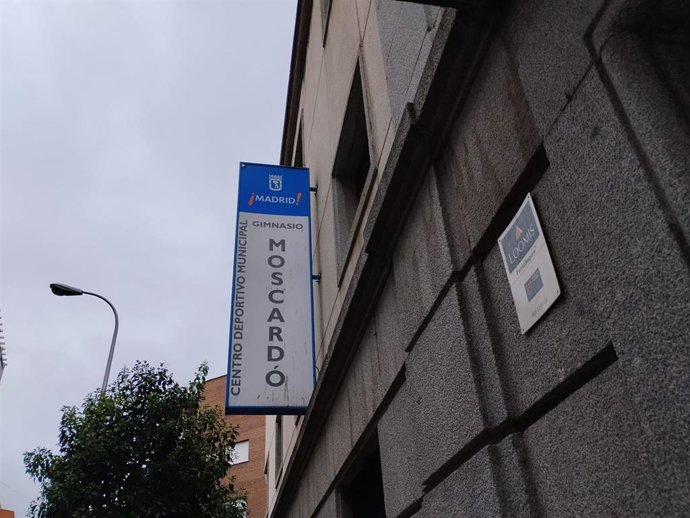 ¡MADRID!
GIMNASIO
MOSCARDÓ
CENTRO DEPORTIVO MUNICIPAL
LOOMIS